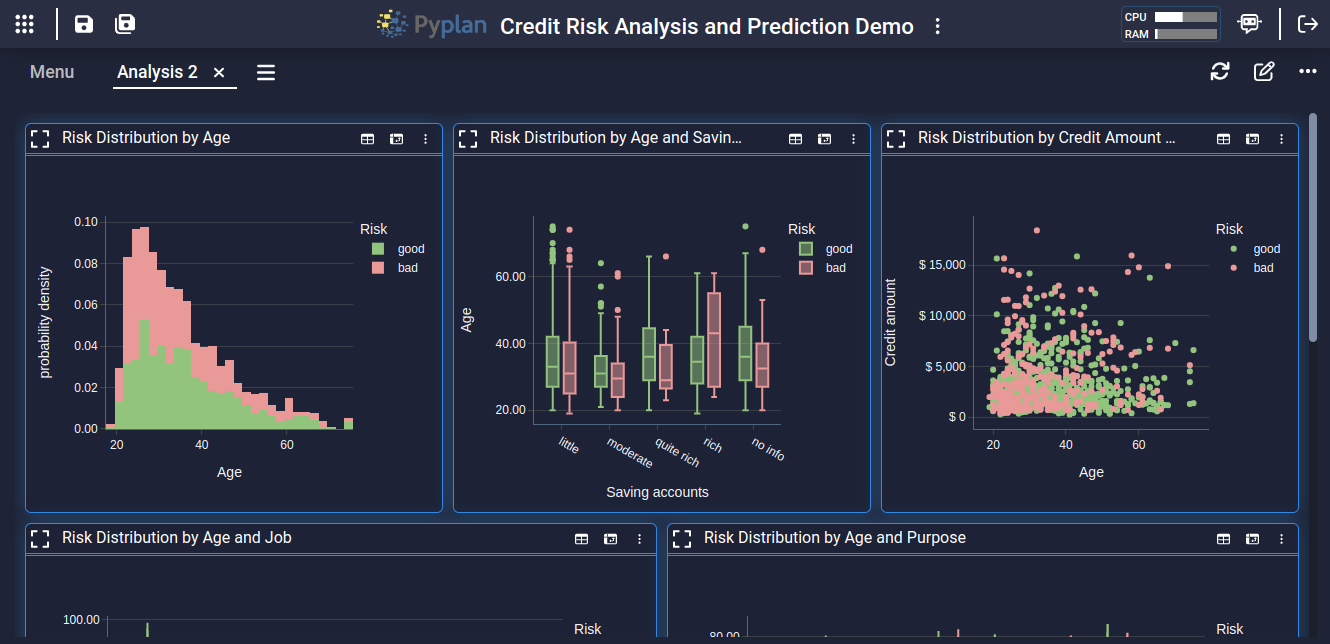 Pyplan Credit Risk Analysis and Prediction Demo
CPU
RAM
Menu Analysis 2
Risk Distribution by Age
probability density
0.10
0.08
0.06
0.04
0.02
0.00
20 40 60
Age
Risk
good
bad
Risk Distribution by Age and Savin...
Age
60.00
40.00
20.00
little moderate quite rich rich no info
Saving accounts
Risk
good
bad
Risk Distribution by Credit Amount ...
Credit amount
$ 15,000
$ 10,000
$ 5,000
$ 0
20 40 60
Age
Risk
good
bad
Risk Distribution by Age and Job
100.00
Risk
Risk Distribution by Age and Purpose
80.00
Risk